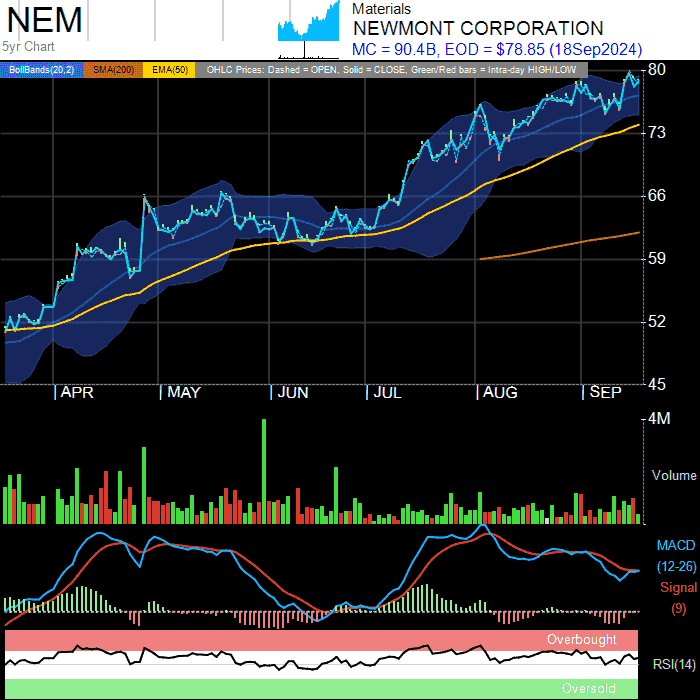 NEM
5yr Chart
Materials
NEWMONT CORPORATION
MC = 90.4B, EOD = $78.85 (18Sep2024)
BollBands(20,2) SMA(200) EMA(50) OHLC Prices: Dashed = OPEN, Solid = CLOSE, Green/Red bars = Intra-day HIGH/LOW
80
73
66
59
52
45
APR MAY JUN JUL AUG SEP
4M
Volume
MACD
(12-26)
Signal
(9)
Overbought
RSI(14)
Oversold